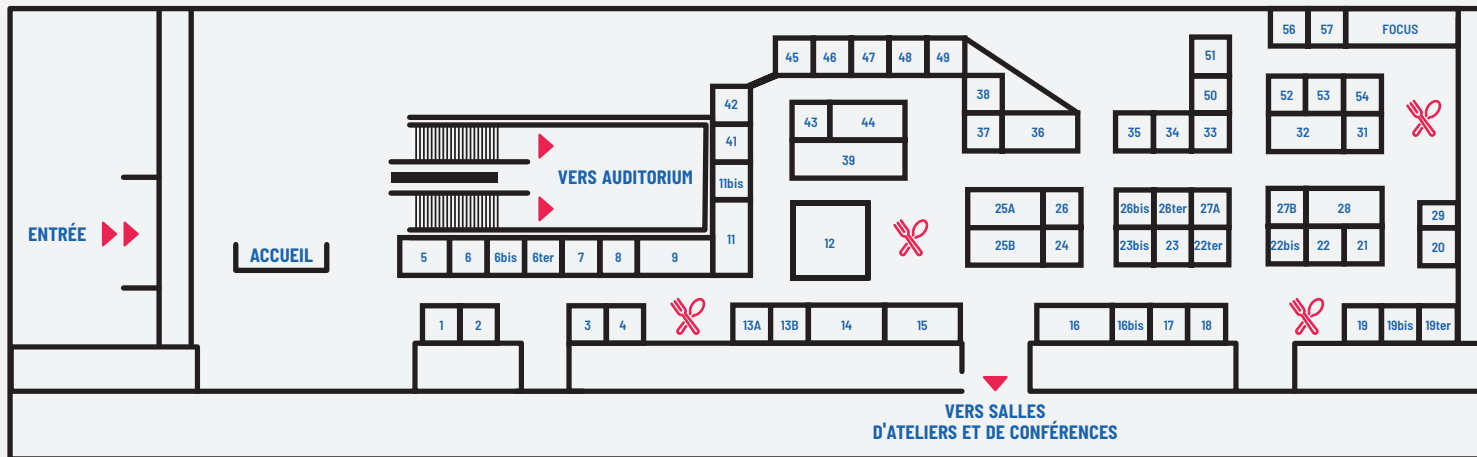 56 57 FOCUS
45 46 47 48 49
51
42
38
50
52 53 54
43 44
41
37 36
35 34 33
32 31
39
VERS AUDITORIUM
11bis
25A 26
26bis 26ter 27A
27B 28
29
ENTRÉE
ACCUEIL
5 6 6bis 6ter 7 8 9
11
12
25B 24
23bis 23 22ter
22bis 22 21
20
1 2
3 4
13A 13B 14 15
16 16bis 17 18
19 19bis 19ter
VERS SALLES
D'ATELIERS ET DE CONFÉRENCES